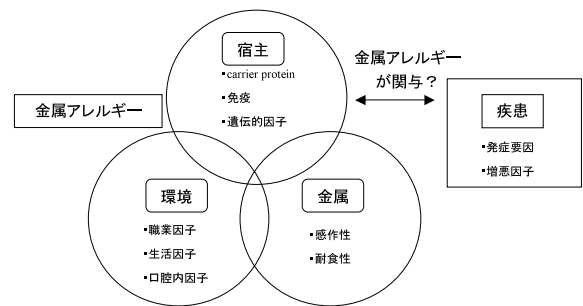 宿主
▪carrier protein
▪免疫
▪遺伝的因子
金属アレルギー
金属アレルギー
が関与？
疾患
▪発症要因
▪増悪因子
環境
▪職業因子
▪生活因子
▪口腔内因子
金属
▪感作性
▪耐食性